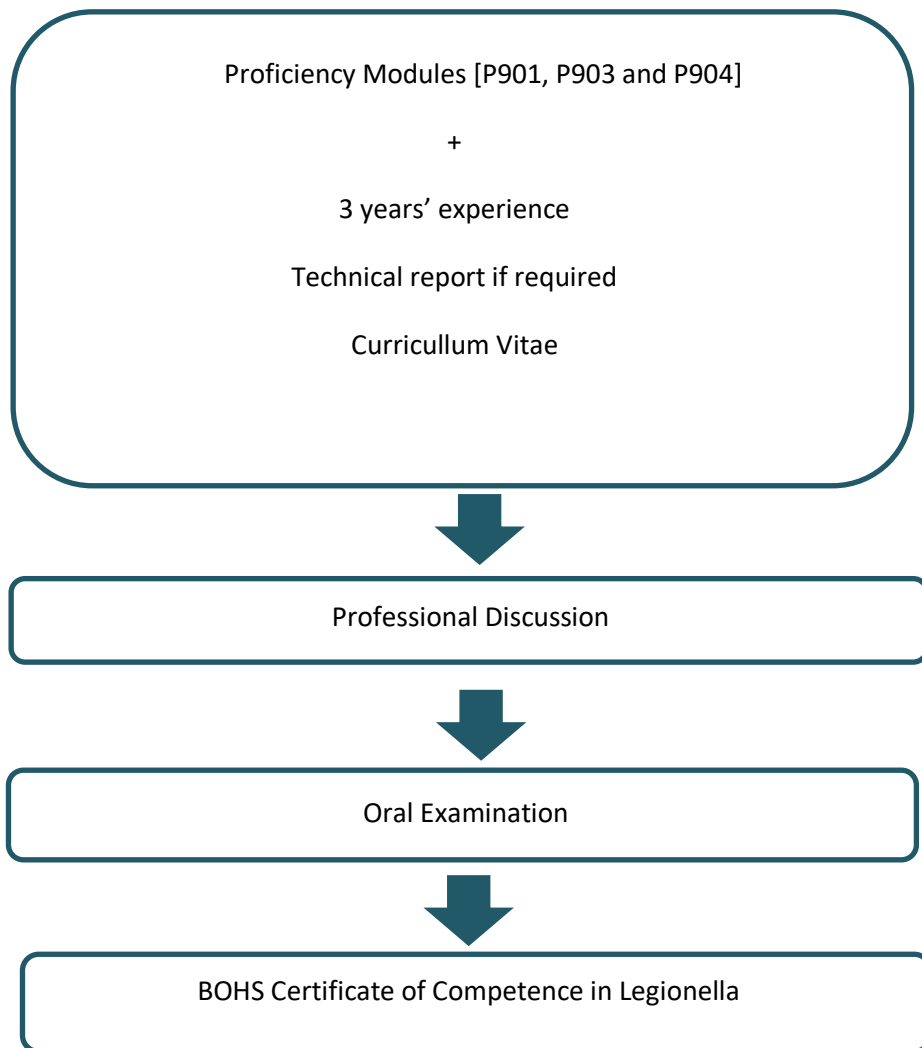 Proficiency Modules [P901, P903 and P904]
+
3 years’ experience
Technical report if required
Curricullum Vitae
Professional Discussion
Oral Examination
BOHS Certificate of Competence in Legionella